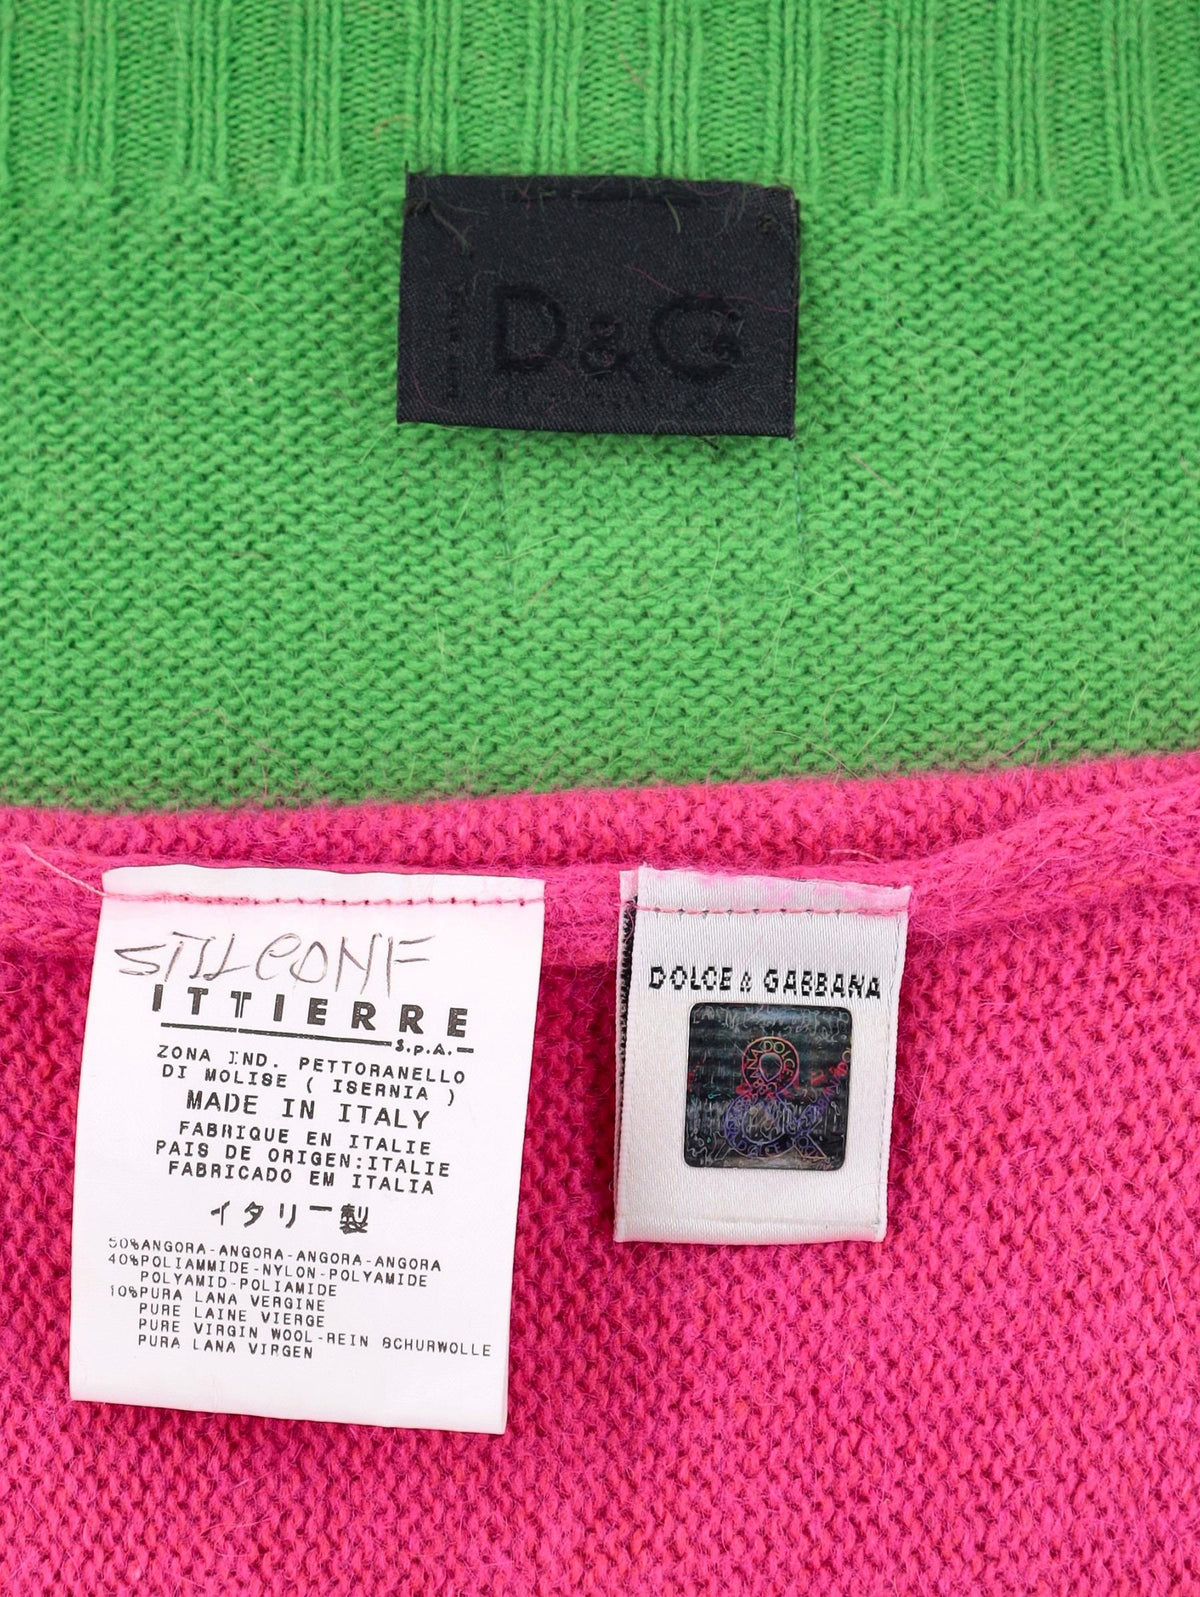 D&G
STILCONF
ITTIERRE
S.p.A.
ZONA IND. PETTORANELLO
DI MOLISE ( ISERNIA )
MADE IN ITALY
FABRIQUE EN ITALIE
PAIS DE ORIGEN:ITALIE
FABRICADO EM ITALIA
イタリー製
50%ANGORA-ANGORA-ANGORA-ANGORA
40%POLIAMMIDE-NYLON-POLYAMIDE
POLYAMID-POLIAMIDE
10%PURA LANA VERGINE
PURE LAINE VIERGE
PURE VIRGIN WOOL-REIN SCHURWOLLE
PURA LANA VIRGEN
DOLCE & GABBANA